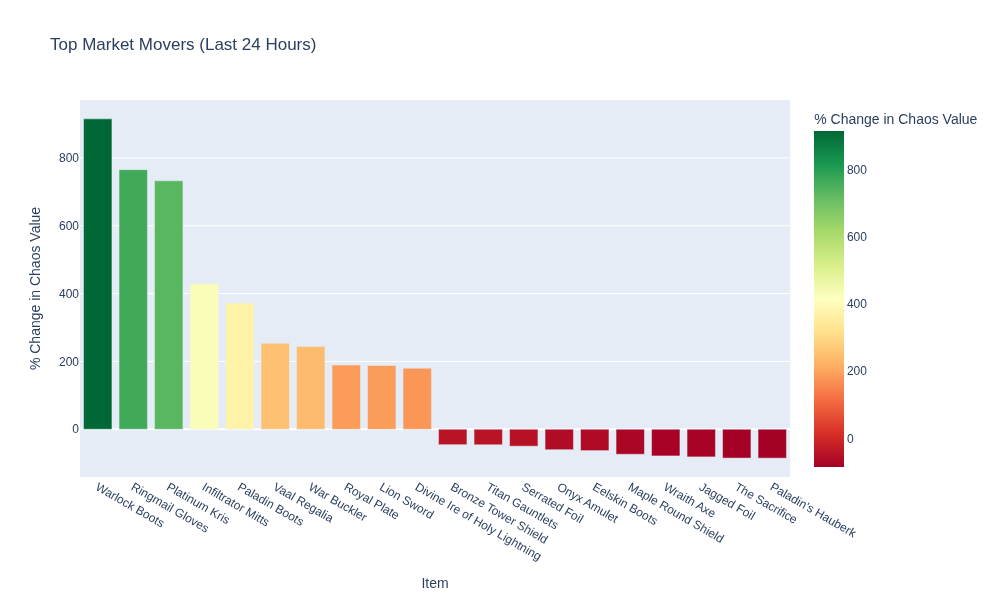 Top Market Movers (Last 24 Hours)
% Change in Chaos Value
800
600
400
200
0
% Change in Chaos Value
800
600
400
200
0
Warlock Boots
Ringmail Gloves
Platinum Kris
Infiltrator Mitts
Paladin Boots
Vaal Regalia
War Buckler
Royal Plate
Lion Sword
Divine Ire of Holy Lightning
Bronze Tower Shield
Titan Gauntlets
Serrated Foil
Onyx Amulet
Eelskin Boots
Maple Round Shield
Wraith Axe
Jagged Foil
The Sacrifice
Paladin's Hauberk
Item